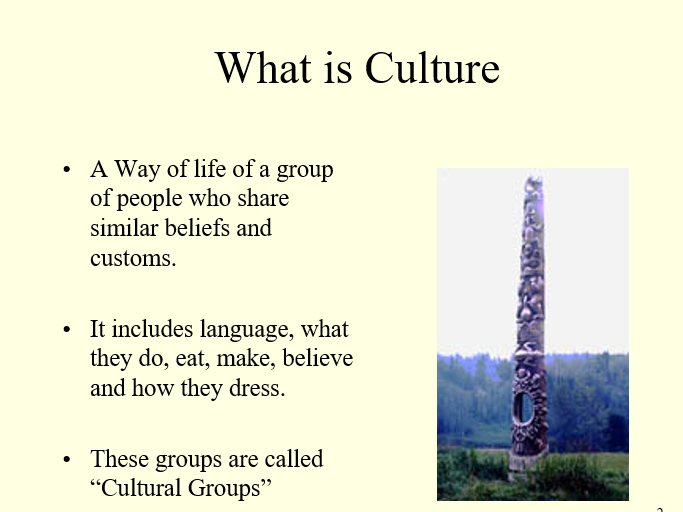 What is Culture
• A Way of life of a group
of people who share
similar beliefs and
customs.
• It includes language, what
they do, eat, make, believe
and how they dress.
• These groups are called
“Cultural Groups”